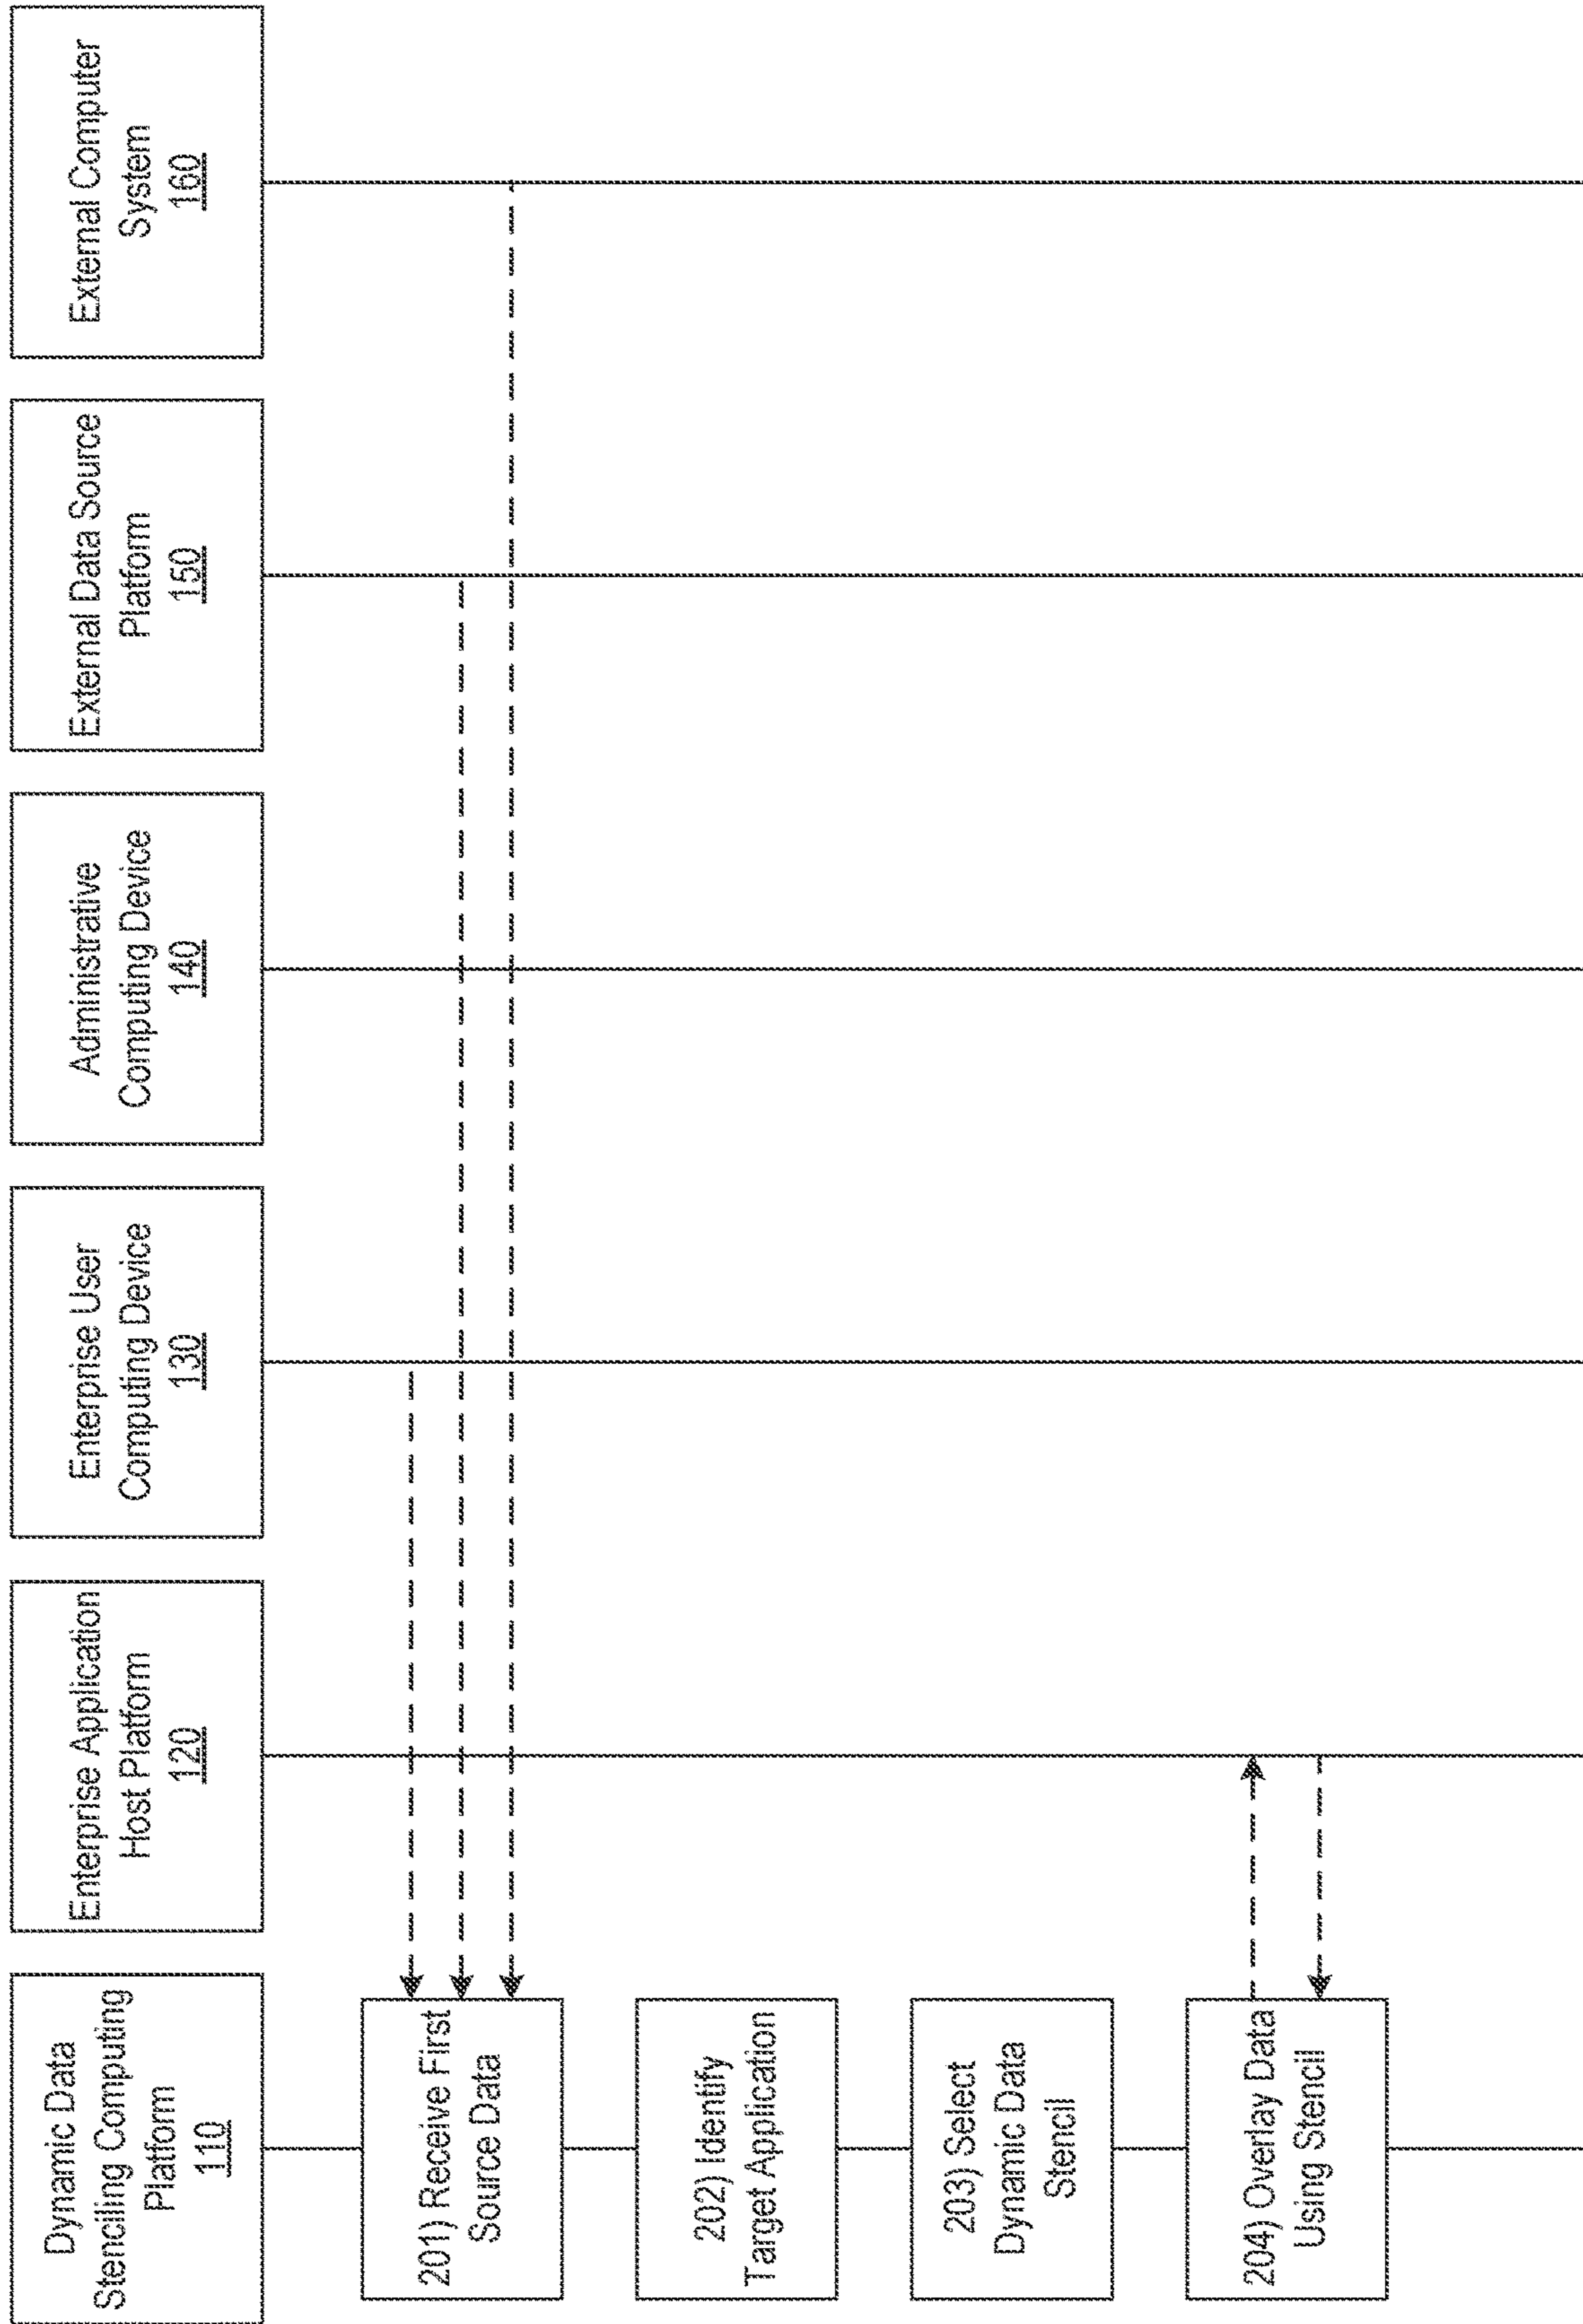 Dynamic Data
Stenciling Computing
Platform
110
Enterprise Application
Host Platform
120
Enterprise User
Computing Device
130
Administrative
Computing Device
140
External Data Source
Platform
150
External Computer
System
160
201) Receive First
Source Data
202) Identify
Target Application
203) Select
Dynamic Data
Stencil
204) Overlay Data
Using Stencil